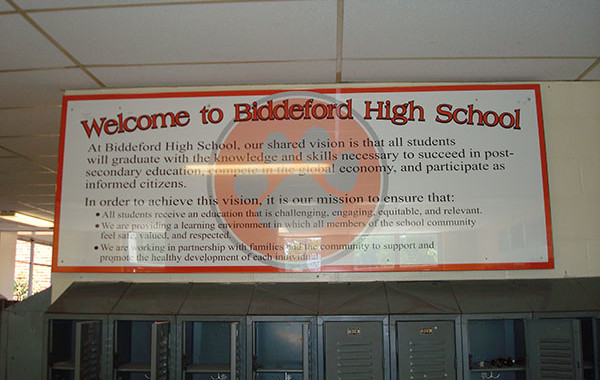 Welcome to Biddeford High School
At Biddeford High School, our shared vision is that all students
will graduate with the knowledge and skills necessary to succeed in post-
secondary education, compete in the global economy, and participate as
informed citizens.
In order to achieve this vision, it is our mission to ensure that:
• All students receive an education that is challenging, engaging, equitable, and relevant.
• We are providing a learning environment in which all members of the school community
feel safe, valued, and respected.
• We are working in partnership with families and the community to support and
promote the healthy development of each individual.